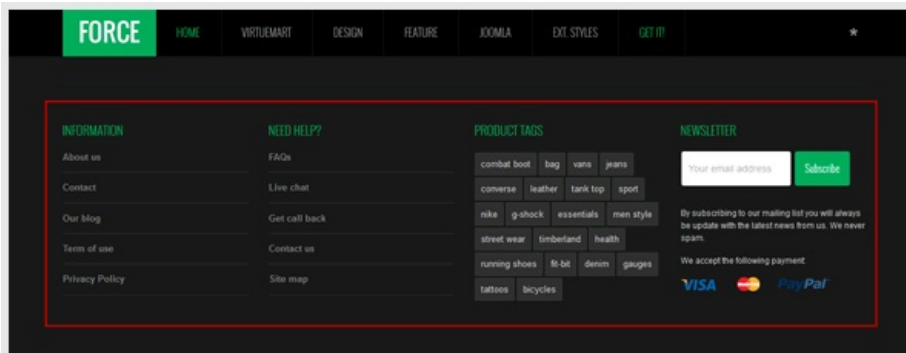 FORCE HOME VIRTUEMART DESIGN FEATURE JOOMLA EXT. STYLES GET IT!
INFORMATION
About us
Contact
Our blog
Term of use
Privacy Policy
NEED HELP?
FAQs
Live chat
Get call back
Contact us
Site map
PRODUCT TAGS
combat boot bag vans jeans
converse leather tank top sport
nike g-shock essentials men style
street wear timberland health
running shoes fit-bit denim gauges
tattoos bicycles
NEWSLETTER
Your email address Subscribe
By subscribing to our mailing list you will always
be update with the latest news from us. We never
spam.
We accept the following payment:
VISA MasterCard PayPal